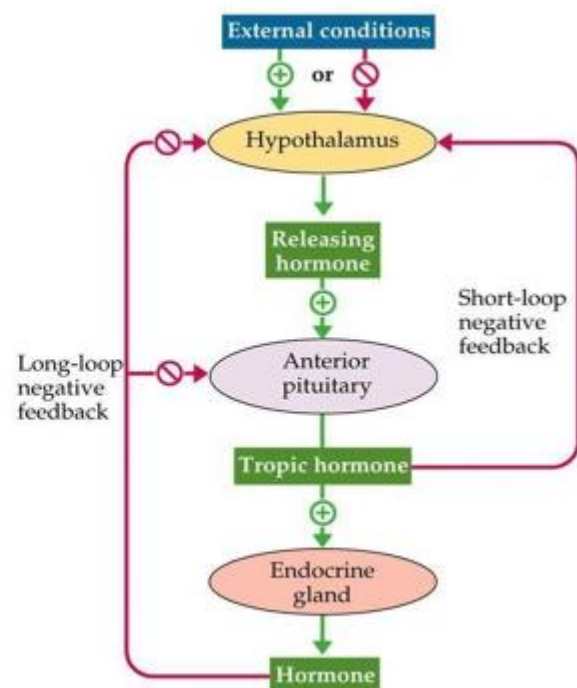 External conditions
or
Hypothalamus
Releasing
hormone
Short-loop
negative
feedback
Long-loop
negative
feedback
Anterior
pituitary
Tropic hormone
Endocrine
gland
Hormone